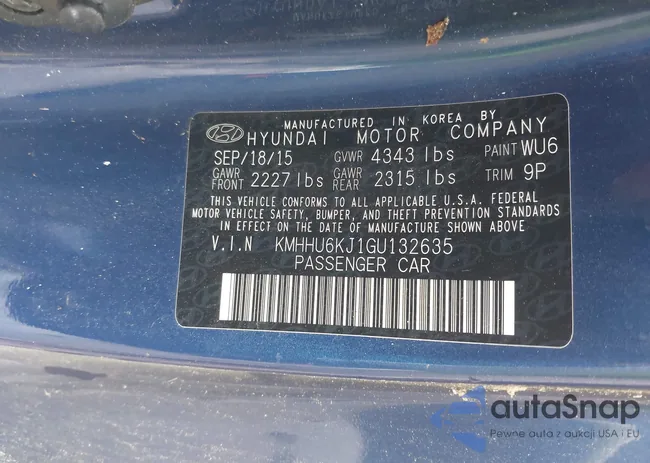 MANUFACTURED IN KOREA BY
HYUNDAI MOTOR COMPANY
SEP/18/15 GVWR 4343 lbs PAINT WU6
GAWR FRONT 2227 lbs GAWR REAR 2315 lbs TRIM 9P
THIS VEHICLE CONFORMS TO ALL APPLICABLE U.S.A. FEDERAL
MOTOR VEHICLE SAFETY, BUMPER, AND THEFT PREVENTION STANDARDS
IN EFFECT ON THE DATE OF MANUFACTURE SHOWN ABOVE
V.I.N KMHHU6KJ1GU132635
PASSENGER CAR
autaSnap
Pewne auta z aukcji USA i EU